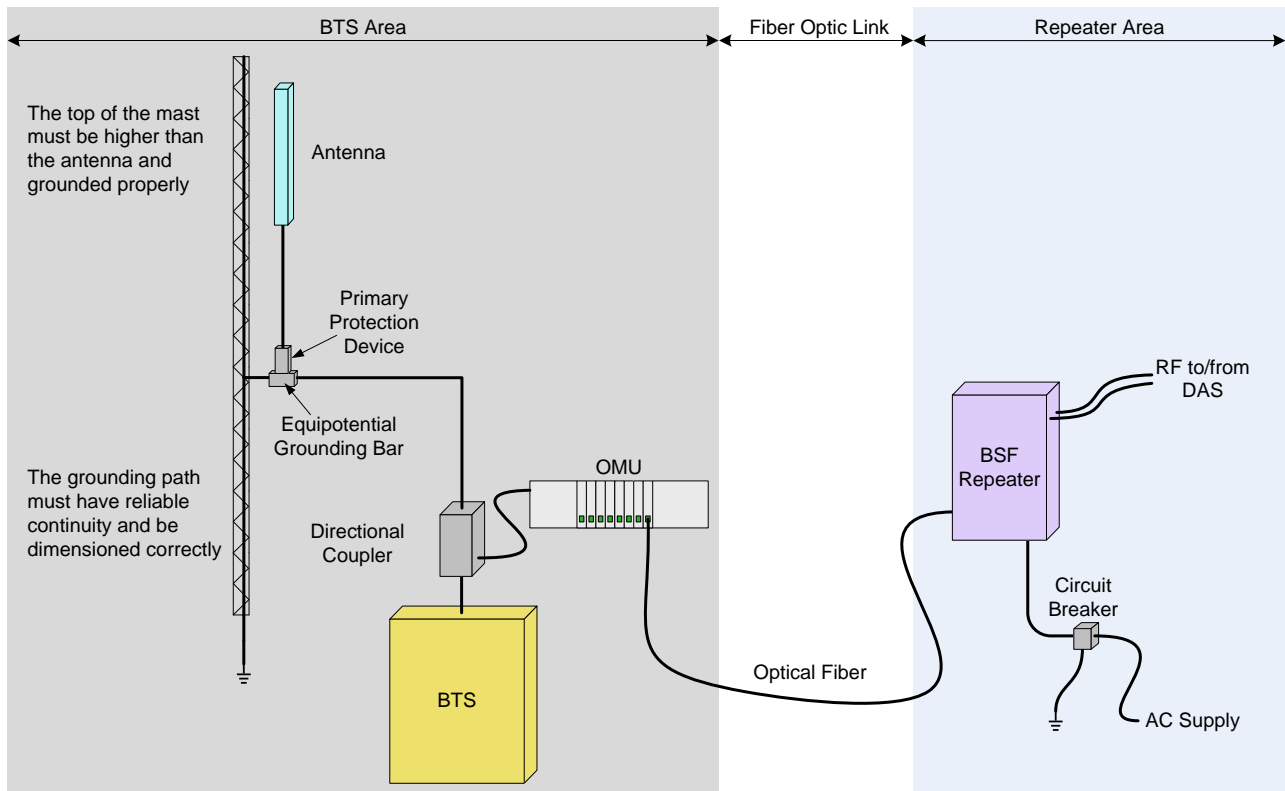 BTS Area
Fiber Optic Link
Repeater Area
The top of the mast
must be higher than
the antenna and
grounded properly
Antenna
Primary
Protection
Device
Equipotential
Grounding Bar
RF to/from
DAS
BSF
Repeater
The grounding path
must have reliable
continuity and be
dimensioned correctly
OMU
Directional
Coupler
Circuit
Breaker
Optical Fiber
BTS
AC Supply